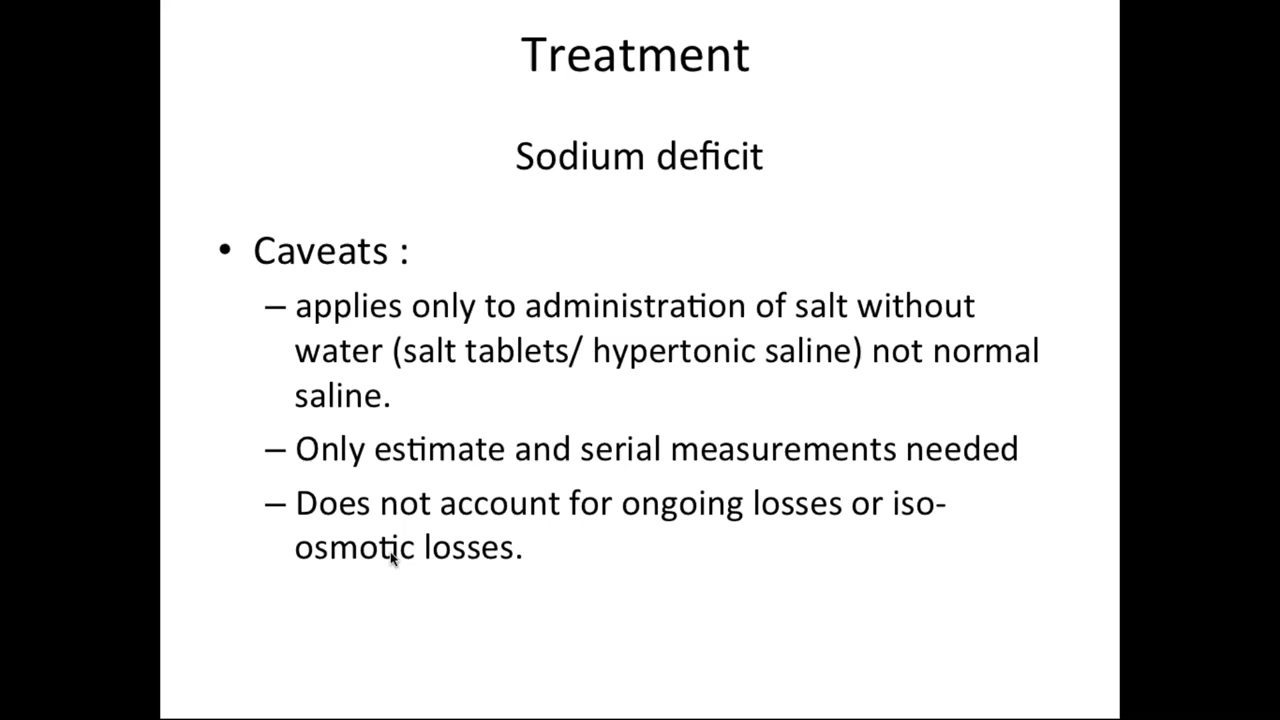 Treatment
Sodium deficit
• Caveats :
– applies only to administration of salt without
water (salt tablets/ hypertonic saline) not normal
saline.
– Only estimate and serial measurements needed
– Does not account for ongoing losses or iso-
osmotic losses.